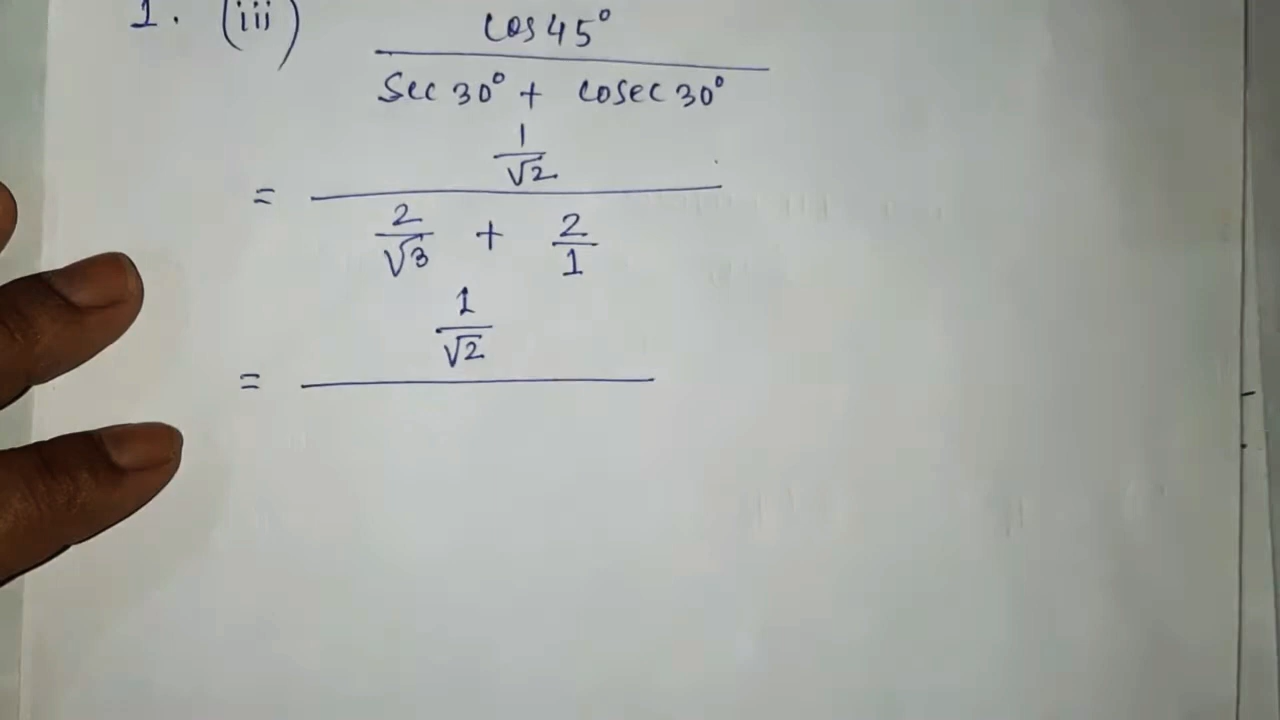 1. (iii) cos 45°
sec 30° + cosec 30°
1
√2
=
2 + 2
√3 1
1
√2
=